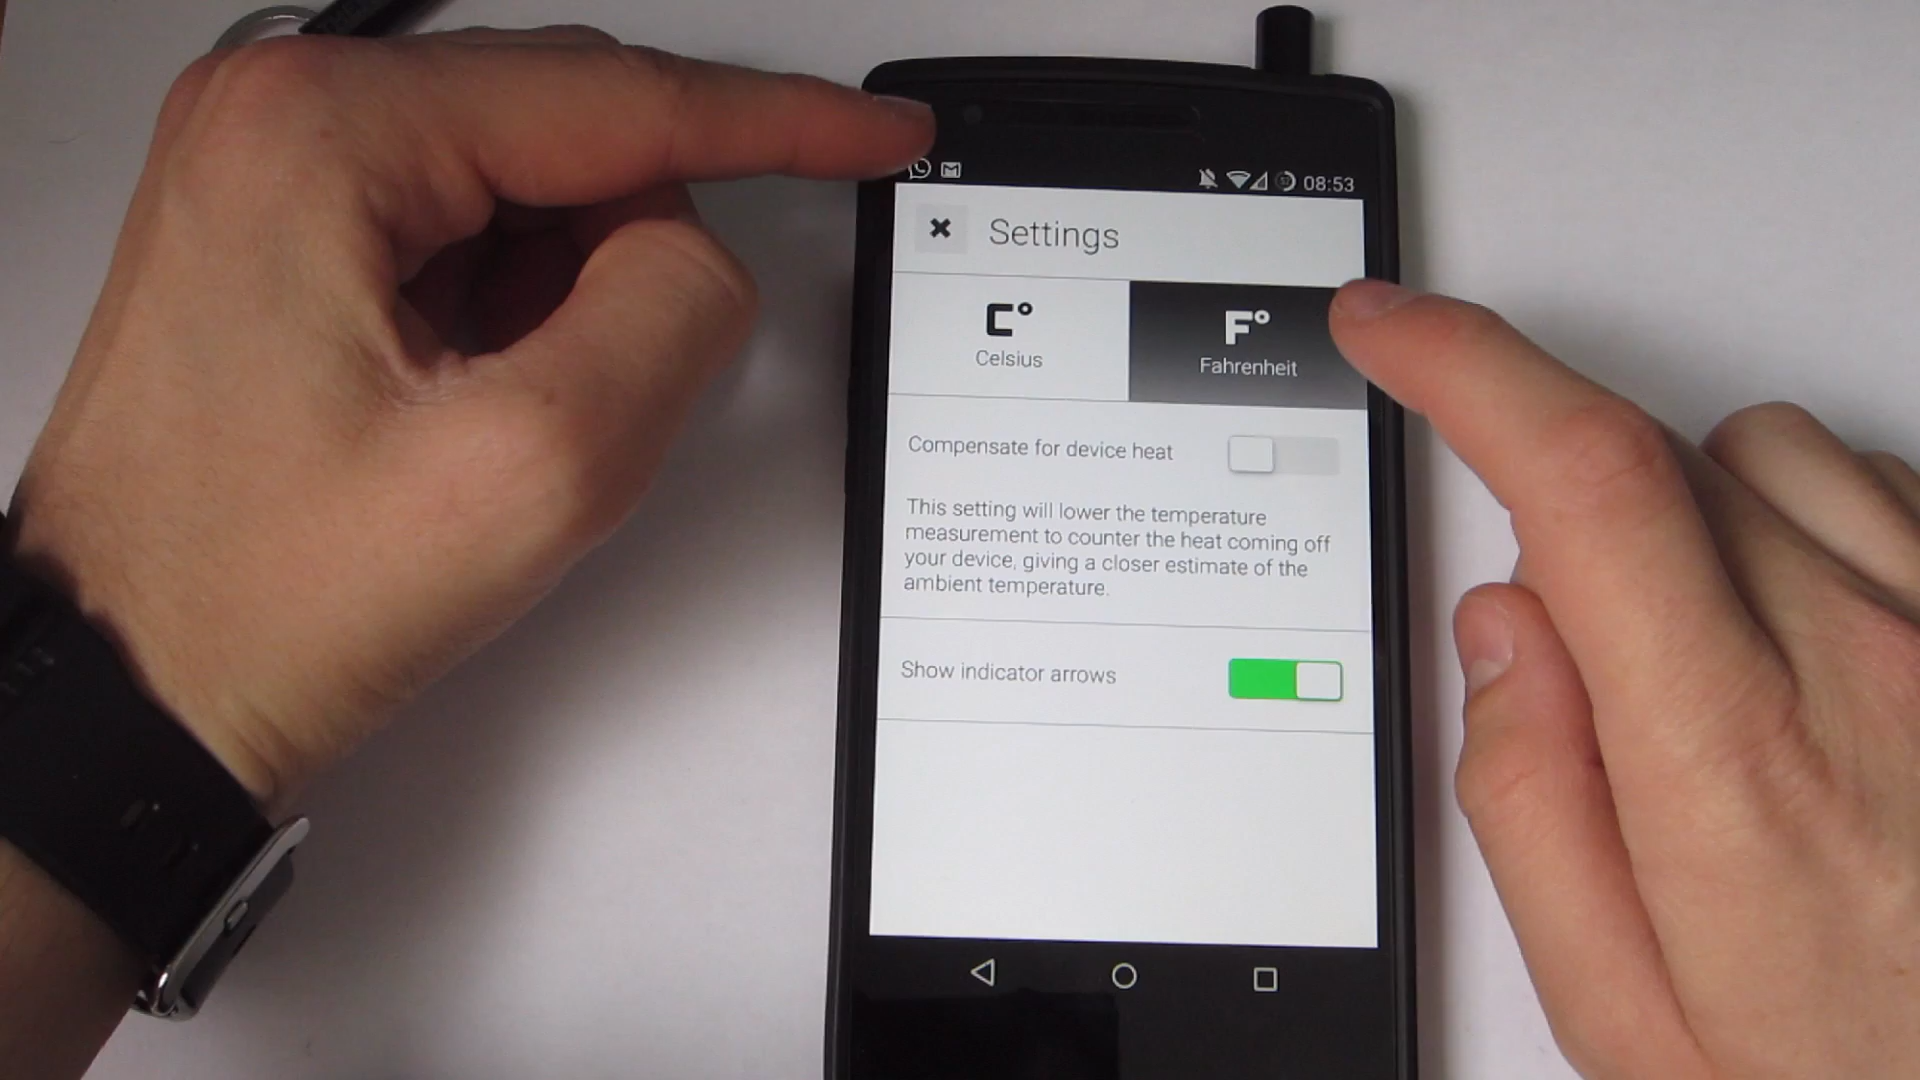 08:53
Settings
C° F°
Celsius Fahrenheit
Compensate for device heat
This setting will lower the temperature
measurement to counter the heat coming off
your device, giving a closer estimate of the
ambient temperature.
Show indicator arrows